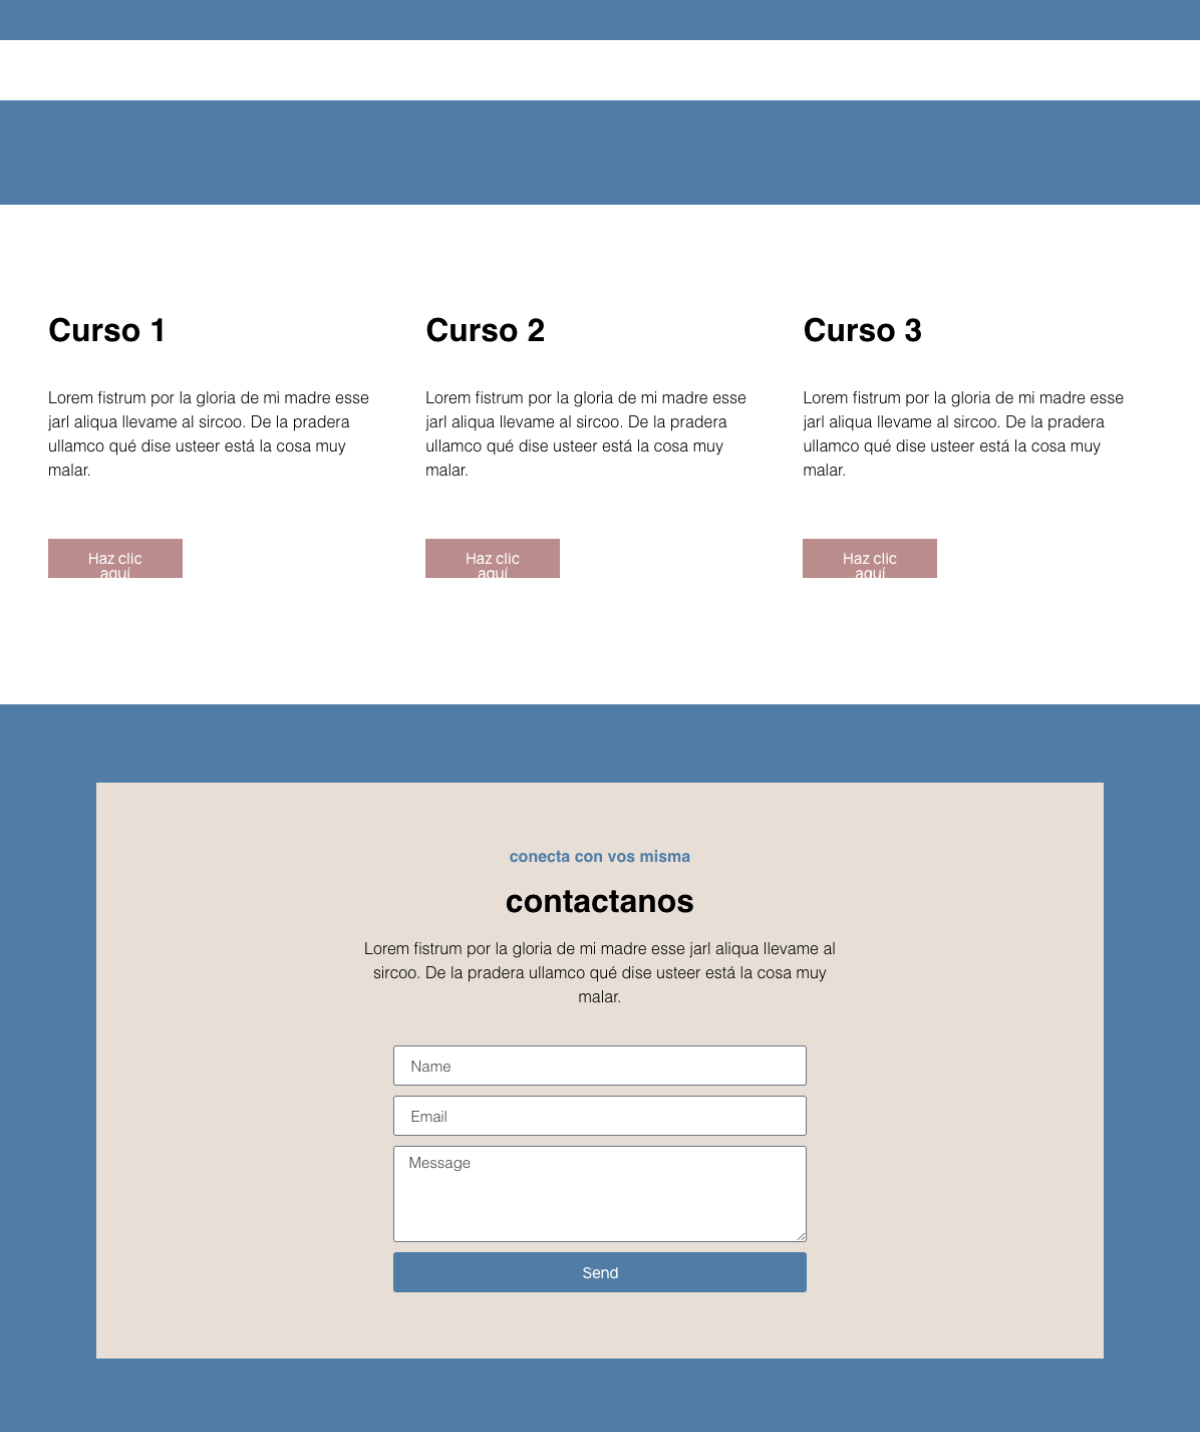 Curso 1
Lorem fistrum por la gloria de mi madre esse
jarl aliqua llevame al sircoo. De la pradera
ullamco qué dise usteer está la cosa muy
malar.
Haz clic
aquí
Curso 2
Lorem fistrum por la gloria de mi madre esse
jarl aliqua llevame al sircoo. De la pradera
ullamco qué dise usteer está la cosa muy
malar.
Haz clic
aquí
Curso 3
Lorem fistrum por la gloria de mi madre esse
jarl aliqua llevame al sircoo. De la pradera
ullamco qué dise usteer está la cosa muy
malar.
Haz clic
aquí
conecta con vos misma
contactanos
Lorem fistrum por la gloria de mi madre esse jarl aliqua llevame al
sircoo. De la pradera ullamco qué dise usteer está la cosa muy
malar.
Name
Email
Message
Send